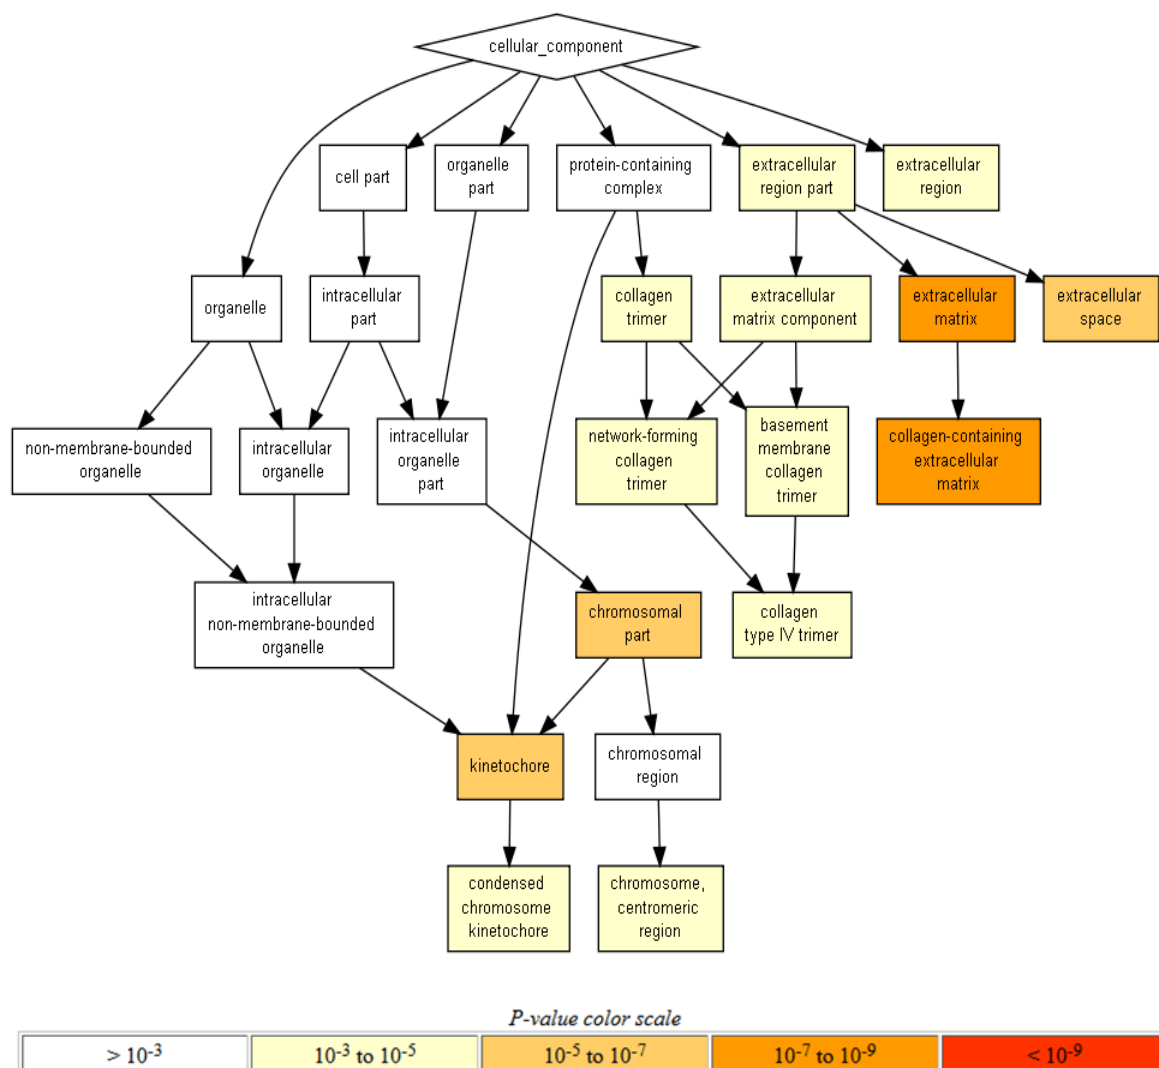 cellular_component
cell part
organelle
part
protein-containing
complex
extracellular
region part
extracellular
region
organelle
intracellular
part
collagen
trimer
extracellular
matrix component
extracellular
matrix
extracellular
space
non-membrane-bounded
organelle
intracellular
organelle
intracellular
organelle
part
network-forming
collagen
trimer
basement
membrane
collagen
trimer
collagen-containing
extracellular
matrix
intracellular
non-membrane-bounded
organelle
chromosomal
part
collagen
type IV trimer
kinetochore
chromosomal
region
condensed
chromosome
kinetochore
chromosome,
centromeric
region
P-value color scale
> 10⁻³
10⁻³ to 10⁻⁵
10⁻⁵ to 10⁻⁷
10⁻⁷ to 10⁻⁹
< 10⁻⁹